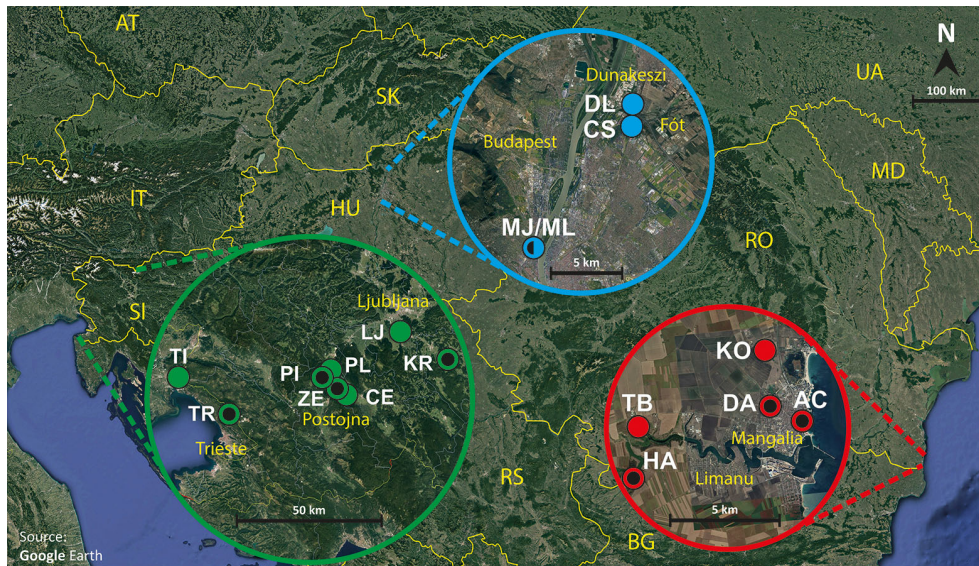 AT
SK
UA
N
100 km
Dunakeszi
DL
CS
Fót
Budapest
MJ/ML
5 km
IT
HU
MD
RO
SI
Ljubljana
LJ
KR
TI
PI
PL
ZE
CE
Postojna
TR
Trieste
50 km
KO
TB
DA
AC
Mangalia
HA
Limanu
5 km
RS
BG
Source:
Google Earth